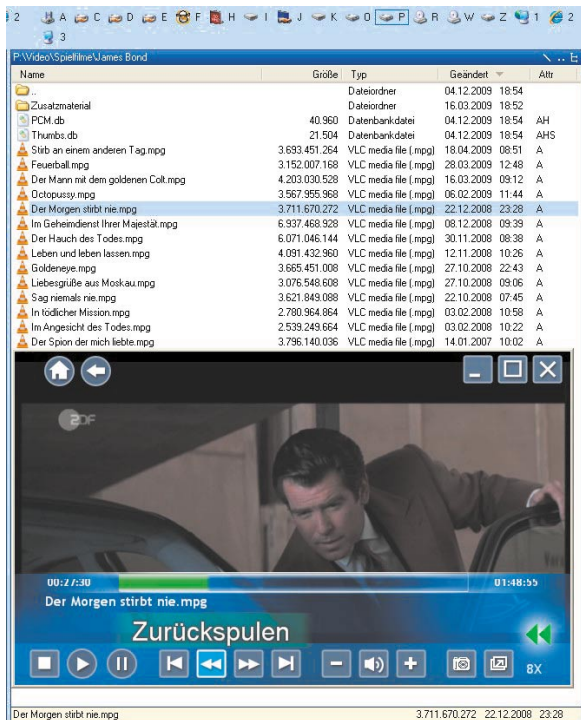 2 A C D E F H I J K O P R W Z 1 2
3
P:\Video\Spielfilme\James Bond
Name Größe Typ Geändert Attr
.. Dateiordner 04.12.2009 18:54
Zusatzmaterial Dateiordner 16.03.2009 18:52
PCM.db 40.960 Datenbankdatei 04.12.2009 18:54 AH
Thumbs.db 21.504 Datenbankdatei 04.12.2009 18:54 AHS
Stirb an einem anderen Tag.mpg 3.693.451.264 VLC media file (.mpg) 18.04.2009 08:51 A
Feuerball.mpg 3.152.007.168 VLC media file (.mpg) 28.03.2009 12:48 A
Der Mann mit dem goldenen Colt.mpg 4.203.030.528 VLC media file (.mpg) 16.03.2009 09:12 A
Octopussy.mpg 3.567.955.968 VLC media file (.mpg) 06.02.2009 11:44 A
Der Morgen stirbt nie.mpg 3.711.670.272 VLC media file (.mpg) 22.12.2008 23:28 A
Im Geheimdienst Ihrer Majestät.mpg 6.937.468.928 VLC media file (.mpg) 08.12.2008 09:39 A
Der Hauch des Todes.mpg 6.071.046.144 VLC media file (.mpg) 30.11.2008 08:38 A
Leben und leben lassen.mpg 4.091.432.960 VLC media file (.mpg) 12.11.2008 10:26 A
Goldeneye.mpg 3.665.451.008 VLC media file (.mpg) 27.10.2008 22:43 A
Liebesgrüße aus Moskau.mpg 3.076.548.608 VLC media file (.mpg) 27.10.2008 09:06 A
Sag niemals nie.mpg 3.621.849.088 VLC media file (.mpg) 22.10.2008 07:45 A
In tödlicher Mission.mpg 2.780.964.864 VLC media file (.mpg) 03.02.2008 10:58 A
Im Angesicht des Todes.mpg 2.539.249.664 VLC media file (.mpg) 03.02.2008 10:22 A
Der Spion der mich liebte.mpg 3.796.140.036 VLC media file (.mpg) 14.01.2007 10:02 A
ZDF
00:27:30 01:48:55
Der Morgen stirbt nie.mpg
Zurückspulen
8X
Der Morgen stirbt nie.mpg 3.711.670.272 22.12.2008 23:28